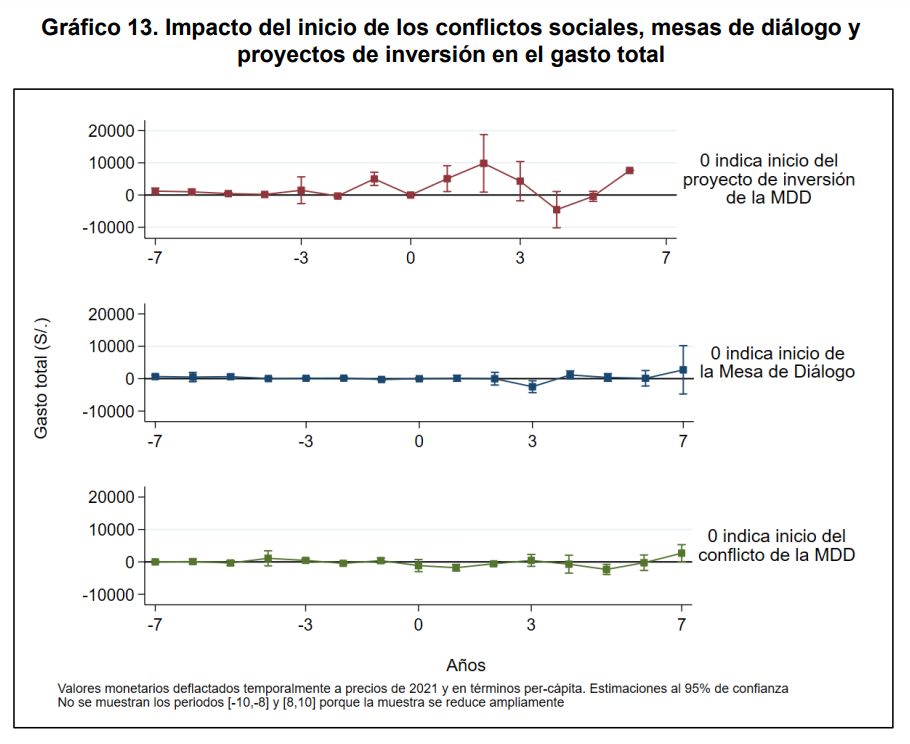 Gráfico 13. Impacto del inicio de los conflictos sociales, mesas de diálogo y
proyectos de inversión en el gasto total
Gasto total (S/.)
20000
10000
0
-10000
-7 -3 0 3 7
0 indica inicio del
proyecto de inversión
de la MDD
20000
10000
0
-10000
-7 -3 0 3 7
0 indica inicio de
la Mesa de Diálogo
20000
10000
0
-10000
-7 -3 0 3 7
0 indica inicio del
conflicto de la MDD
Años
Valores monetarios deflactados temporalmente a precios de 2021 y en términos per-cápita. Estimaciones al 95% de confianza
No se muestran los periodos [-10,-8] y [8,10] porque la muestra se reduce ampliamente